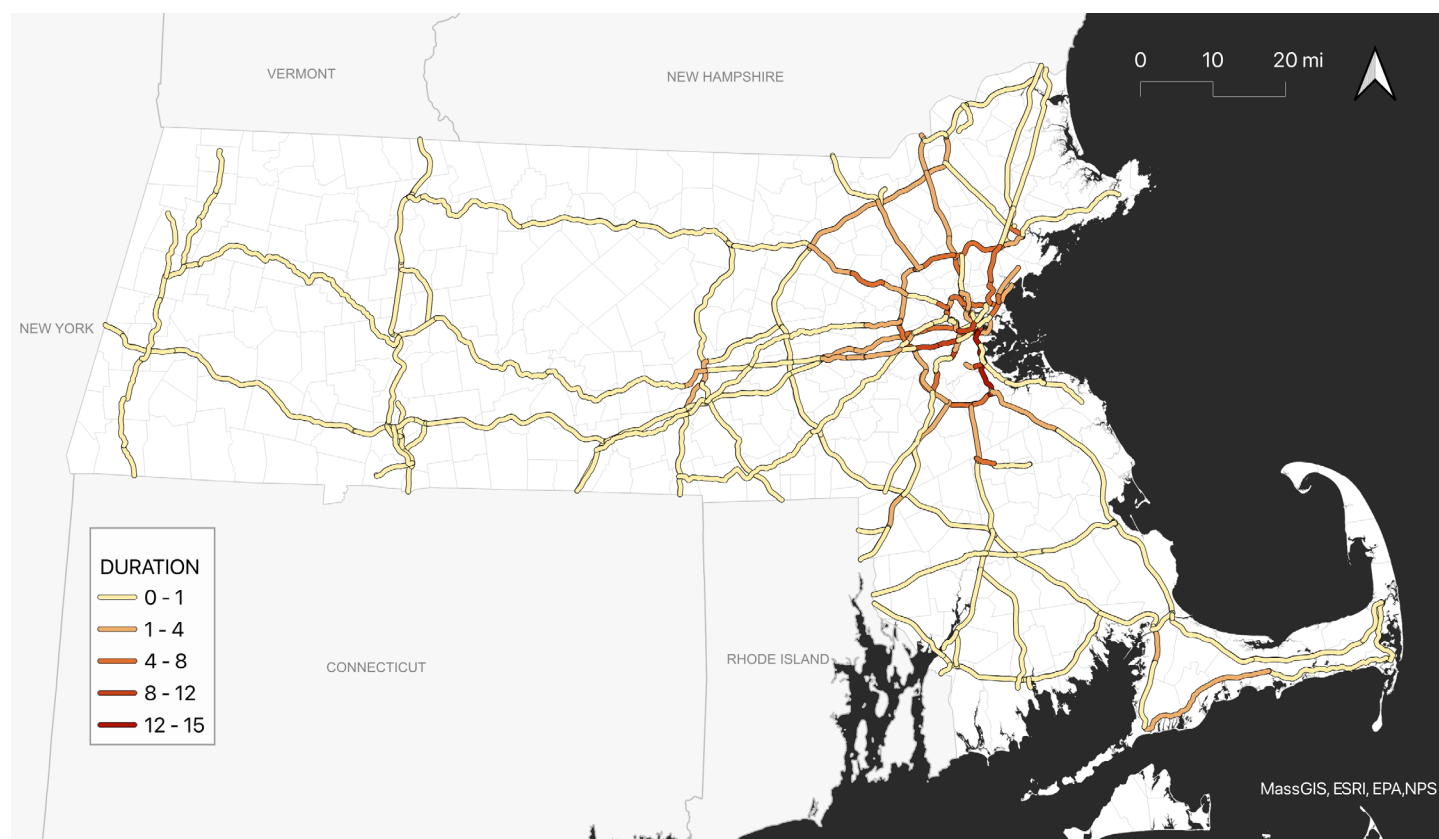 VERMONT
NEW HAMPSHIRE
0 10 20 mi
NEW YORK
DURATION
0 - 1
1 - 4
4 - 8
8 - 12
12 - 15
CONNECTICUT
RHODE ISLAND
MassGIS, ESRI, EPA,NPS